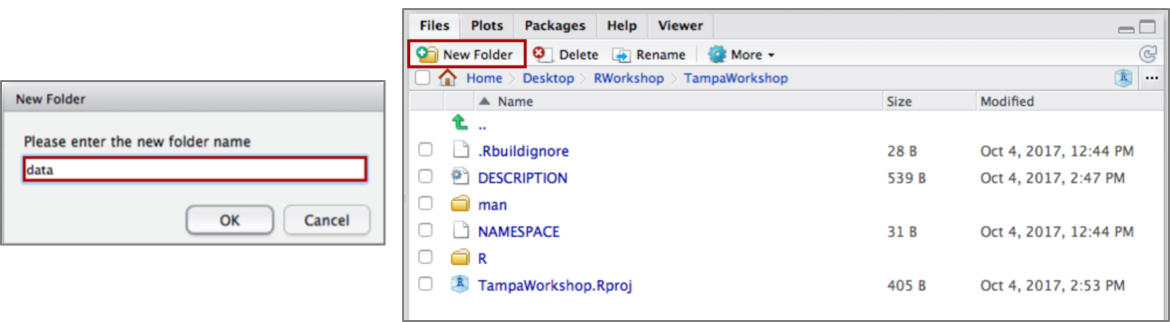 New Folder
Please enter the new folder name
data
OK Cancel
Files Plots Packages Help Viewer
New Folder Delete Rename More
Home Desktop RWorkshop TampaWorkshop ...
Name Size Modified
..
.Rbuildignore 28 B Oct 4, 2017, 12:44 PM
DESCRIPTION 539 B Oct 4, 2017, 2:47 PM
man
NAMESPACE 31 B Oct 4, 2017, 12:44 PM
R
TampaWorkshop.Rproj 405 B Oct 4, 2017, 2:53 PM